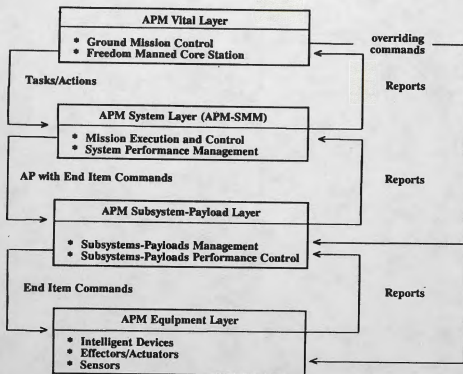 APM Vital Layer
* Ground Mission Control
* Freedom Manned Core Station
overriding
commands
Tasks/Actions
Reports
APM System Layer (APM-SMM)
* Mission Execution and Control
* System Performance Management
AP with End Item Commands
Reports
APM Subsystem-Payload Layer
* Subsystems-Payloads Management
* Subsystems-Payloads Performance Control
End Item Commands
Reports
APM Equipment Layer
* Intelligent Devices
* Effectors/Actuators
* Sensors